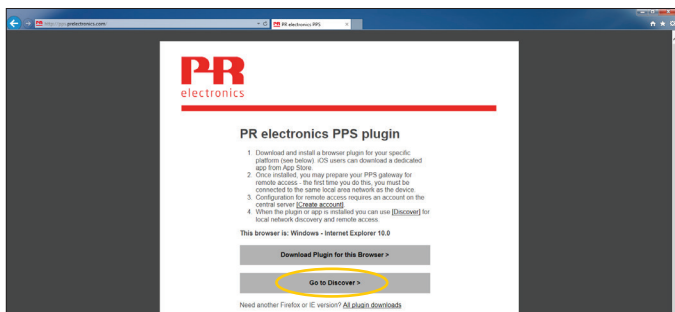 prelectronics.com/
PR electronics PPS
PR
electronics
PR electronics PPS plugin
1. Download and install a browser plugin for your specific
platform (see below). iOS users can download a dedicated
app from App Store.
2. Once installed, you may prepare your PPS gateway for
remote access - the first time you do this, you must be
connected to the same local area network as the device.
3. Configuration for remote access requires an account on the
central server [Create account].
4. When the plugin or app is installed you can use [Discover] for
local network discovery and remote access.
This browser is: Windows - Internet Explorer 10.0
Download Plugin for this Browser >
Go to Discover >
Need another Firefox or IE version? All plugin downloads